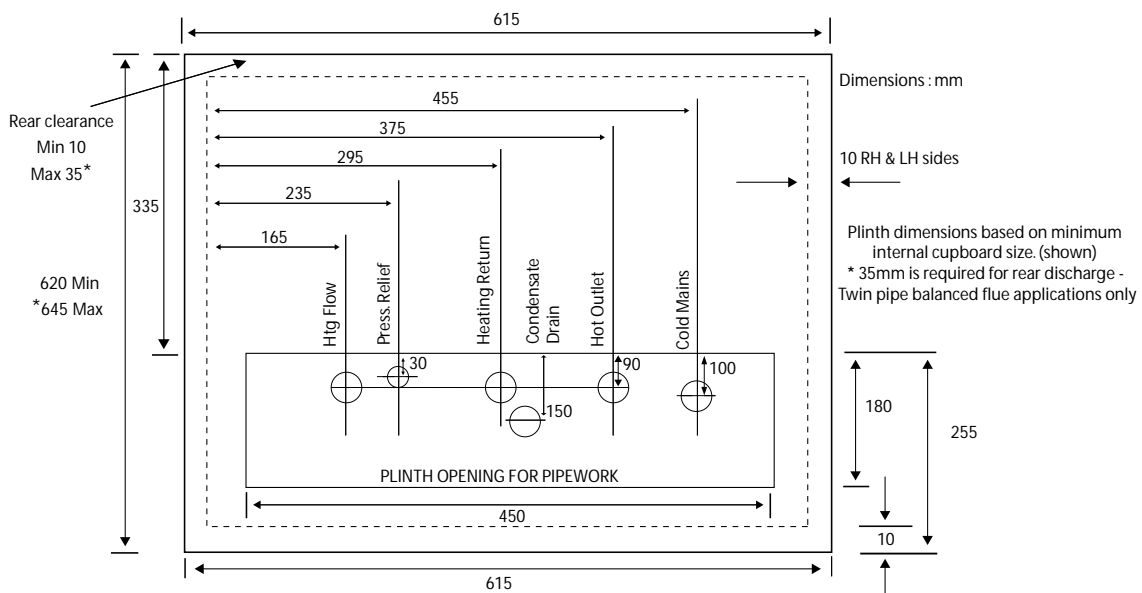 615
Dimensions : mm
455
Rear clearance
Min 10
Max 35*
375
295
10 RH & LH sides
335
235
165
Plinth dimensions based on minimum
internal cupboard size. (shown)
* 35mm is required for rear discharge -
Twin pipe balanced flue applications only
620 Min
*645 Max
Htg Flow
Press. Relief
Heating Return
Condensate
Drain
Hot Outlet
Cold Mains
30
90
100
150
180
255
PLINTH OPENING FOR PIPEWORK
450
10
615